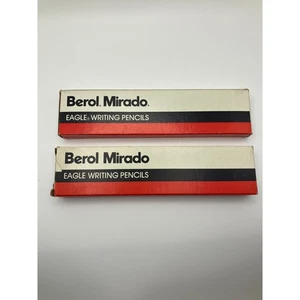 Berol. Mirado.
EAGLE® WRITING PENCILS
Berol Mirado
EAGLE WRITING PENCILS